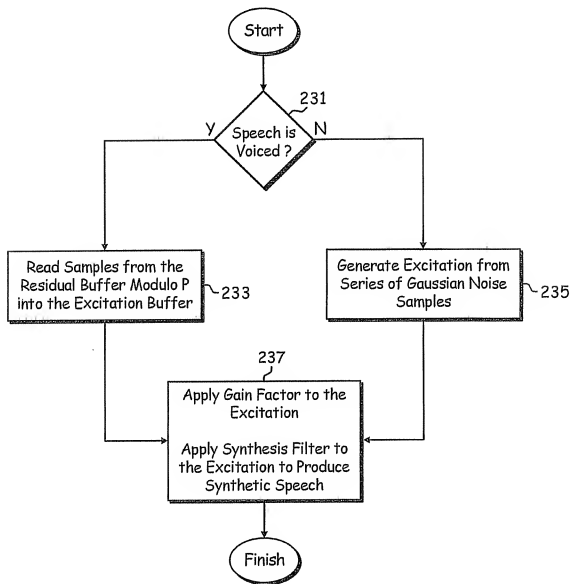 Start
231
Y
N
Speech is
Voiced ?
Read Samples from the
Residual Buffer Modulo P
into the Excitation Buffer
233
Generate Excitation from
Series of Gaussian Noise
Samples
235
237
Apply Gain Factor to the
Excitation
Apply Synthesis Filter to
the Excitation to Produce
Synthetic Speech
Finish